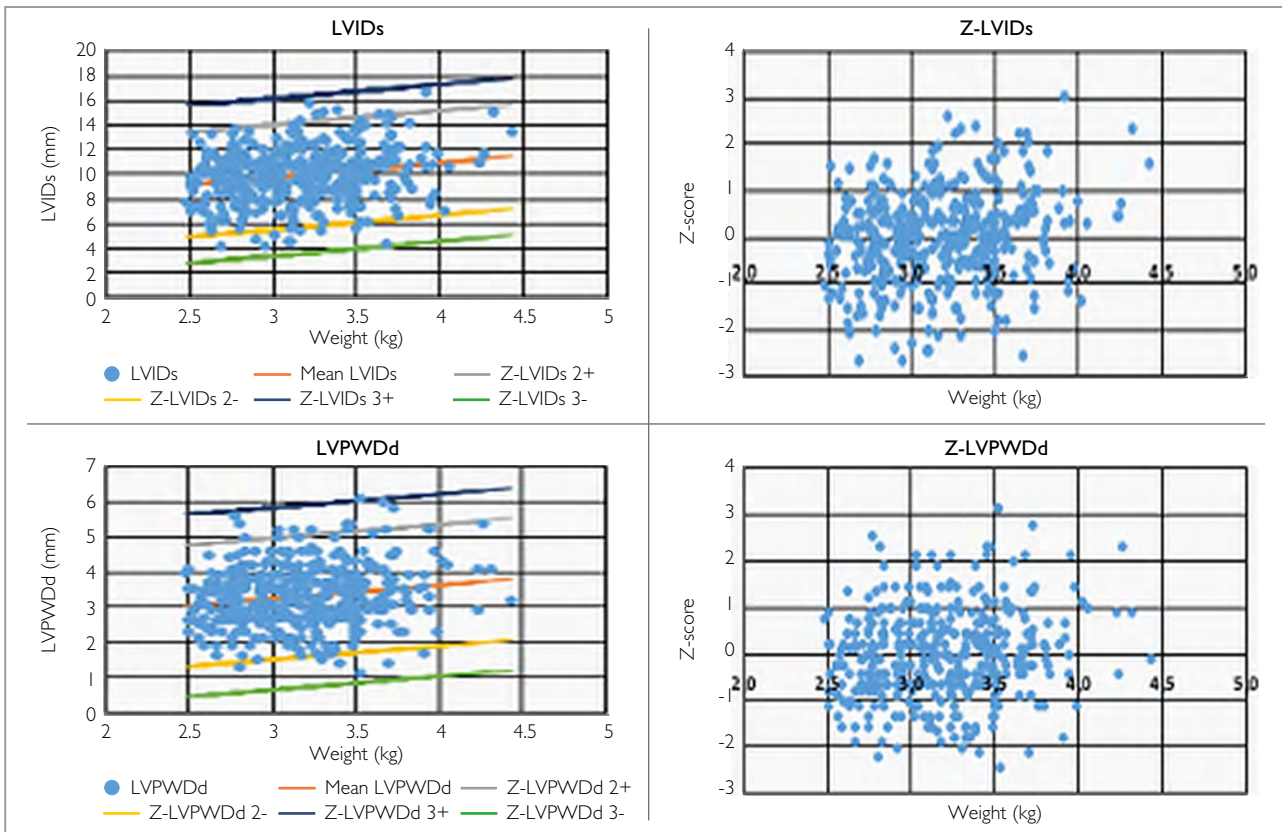 LVIDs
20
18
16
14
12
10
8
6
4
2
0
LVIDs (mm)
2 2.5 3 3.5 4 4.5 5
Weight (kg)
LVIDs Mean LVIDs Z-LVIDs 2+
Z-LVIDs 2- Z-LVIDs 3+ Z-LVIDs 3-
Z-LVIDs
4
3
2
1
0
-1
-2
-3
Z-score
2.0 2.5 3.0 3.5 4.0 4.5 5.0
Weight (kg)
LVPWDd
7
6
5
4
3
2
1
0
LVPWDd (mm)
2 2.5 3 3.5 4 4.5 5
Weight (kg)
LVPWDd Mean LVPWDd Z-LVPWDd 2+
Z-LVPWDd 2- Z-LVPWDd 3+ Z-LVPWDd 3-
Z-LVPWDd
4
3
2
1
0
-1
-2
-3
Z-score
2.0 2.5 3.0 3.5 4.0 4.5 5.0
Weight (kg)